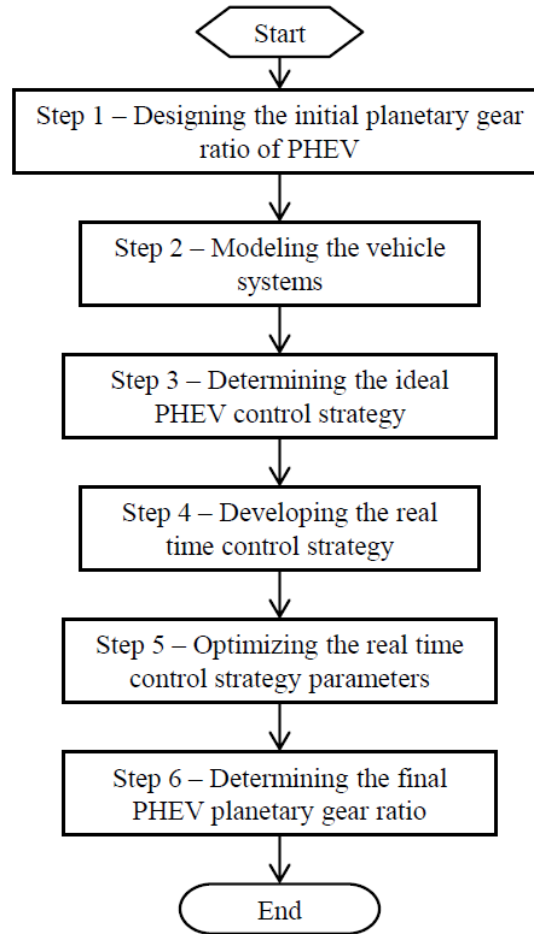 Start
Step 1 – Designing the initial planetary gear
ratio of PHEV
Step 2 – Modeling the vehicle
systems
Step 3 – Determining the ideal
PHEV control strategy
Step 4 – Developing the real
time control strategy
Step 5 – Optimizing the real time
control strategy parameters
Step 6 – Determining the final
PHEV planetary gear ratio
End